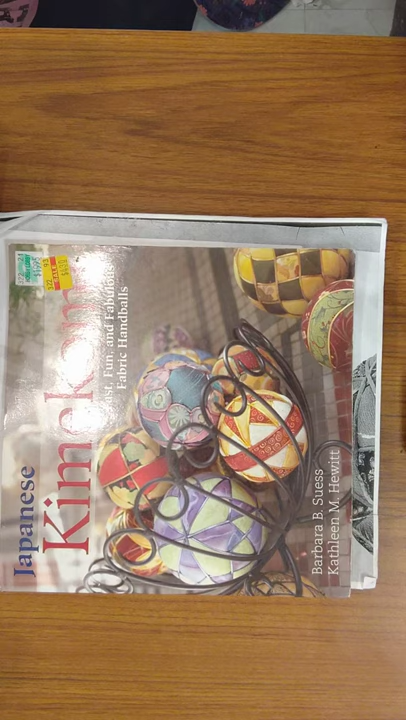 Japanese
Kimekomi
Fast, Fun, and Fabulous
Fabric Handballs
Barbara B. Suess
Kathleen M. Hewitt